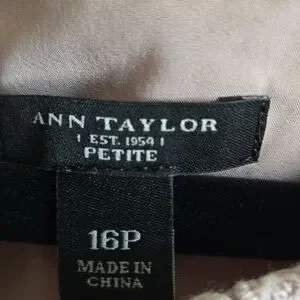 ANN TAYLOR
| EST. 1954 |
PETITE
16P
MADE IN
CHINA